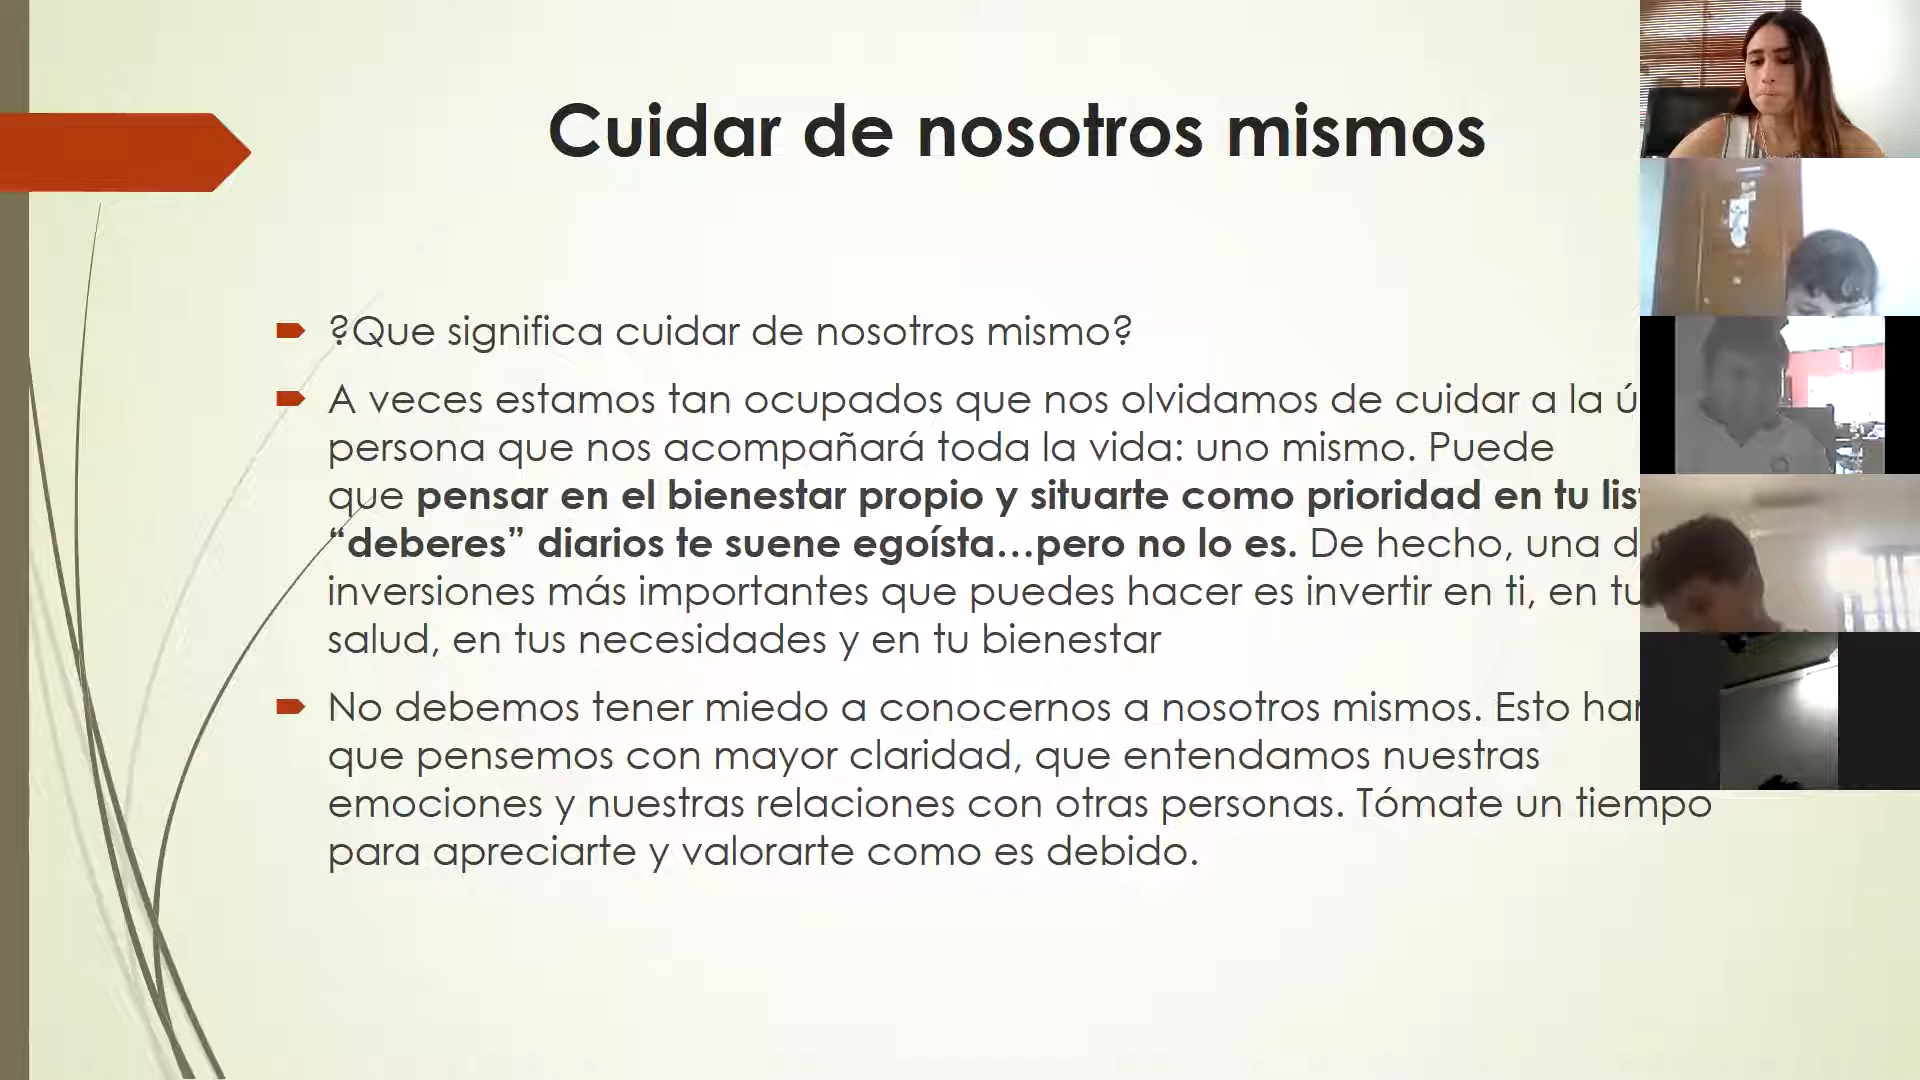 Cuidar de nosotros mismos
?Que significa cuidar de nosotros mismo?
A veces estamos tan ocupados que nos olvidamos de cuidar a la
persona que nos acompañará toda la vida: uno mismo. Puede
que pensar en el bienestar propio y situarte como prioridad en tu
“deberes” diarios te suene egoísta...pero no lo es. De hecho, una
inversiones más importantes que puedes hacer es invertir en ti, en
salud, en tus necesidades y en tu bienestar
No debemos tener miedo a conocernos a nosotros mismos. Esto
que pensemos con mayor claridad, que entendamos nuestras
emociones y nuestras relaciones con otras personas. Tómate un tiempo
para apreciarte y valorarte como es debido.